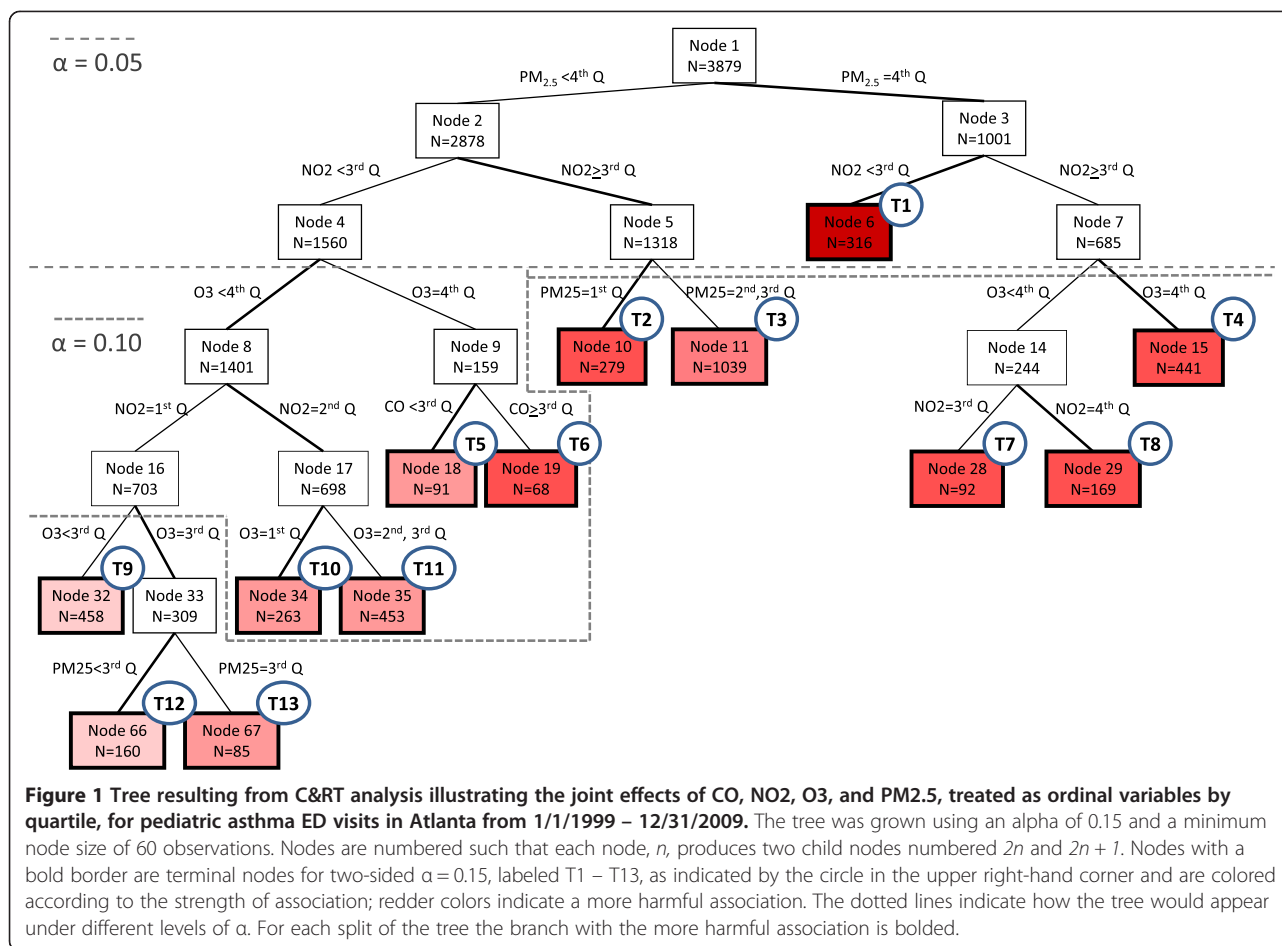 α = 0.05
Node 1
N=3879
PM2.5 <4th Q
PM2.5 =4th Q
Node 2
N=2878
Node 3
N=1001
NO2 <3rd Q
NO2≥3rd Q
NO2 <3rd Q
NO2≥3rd Q
Node 4
N=1560
Node 5
N=1318
Node 6
N=316
T1
Node 7
N=685
O3 <4th Q
O3=4th Q
PM25=1st Q
PM25=2nd,3rd Q
O3<4th Q
O3=4th Q
α = 0.10
Node 8
N=1401
Node 9
N=159
Node 10
N=279
T2
Node 11
N=1039
T3
Node 14
N=244
Node 15
N=441
T4
NO2=1st Q
NO2=2nd Q
CO <3rd Q
CO≥3rd Q
NO2=3rd Q
NO2=4th Q
Node 16
N=703
Node 17
N=698
Node 18
N=91
T5
Node 19
N=68
T6
Node 28
N=92
T7
Node 29
N=169
T8
O3<3rd Q
O3=3rd Q
O3=1st Q
O3=2nd, 3rd Q
Node 32
N=458
T9
Node 33
N=309
Node 34
N=263
T10
Node 35
N=453
T11
PM25<3rd Q
PM25=3rd Q
Node 66
N=160
T12
Node 67
N=85
T13
Figure 1 Tree resulting from C&RT analysis illustrating the joint effects of CO, NO2, O3, and PM2.5, treated as ordinal variables by
quartile, for pediatric asthma ED visits in Atlanta from 1/1/1999 – 12/31/2009. The tree was grown using an alpha of 0.15 and a minimum
node size of 60 observations. Nodes are numbered such that each node, n, produces two child nodes numbered 2n and 2n + 1. Nodes with a
bold border are terminal nodes for two-sided α = 0.15, labeled T1 – T13, as indicated by the circle in the upper right-hand corner and are colored
according to the strength of association; redder colors indicate a more harmful association. The dotted lines indicate how the tree would appear
under different levels of α. For each split of the tree the branch with the more harmful association is bolded.